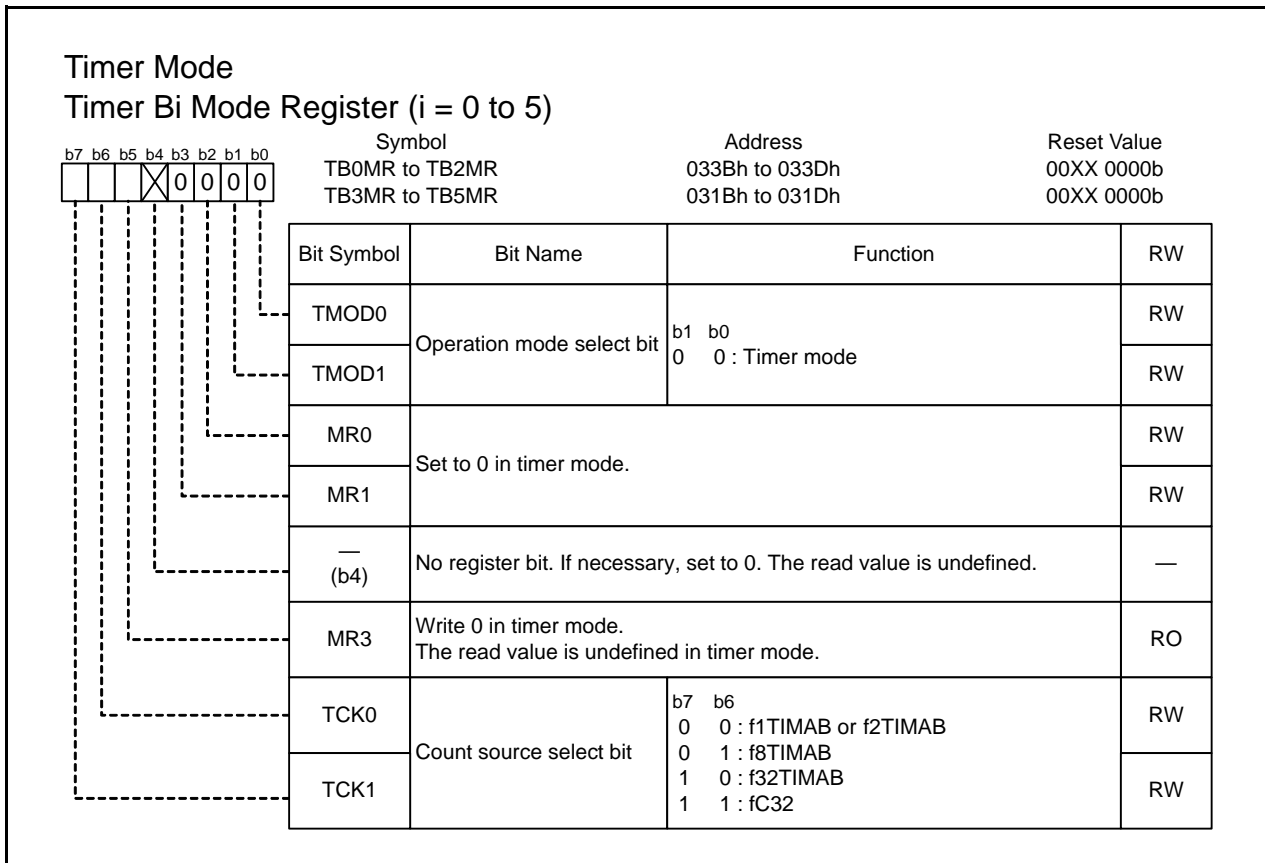 Timer Mode
Timer Bi Mode Register (i = 0 to 5)
Symbol Address Reset Value
b7 b6 b5 b4 b3 b2 b1 b0
TB0MR to TB2MR 033Bh to 033Dh 00XX 0000b
0 0 0 0
TB3MR to TB5MR 031Bh to 031Dh 00XX 0000b
Bit Symbol Bit Name Function RW
TMOD0 RW
Operation mode select bit
b1 b0
0 0 : Timer mode
TMOD1 RW
MR0 RW
Set to 0 in timer mode.
MR1 RW
—
(b4) No register bit. If necessary, set to 0. The read value is undefined. —
MR3 Write 0 in timer mode.
The read value is undefined in timer mode. RO
TCK0 RW
Count source select bit
b7 b6
0 0 : f1TIMAB or f2TIMAB
0 1 : f8TIMAB
1 0 : f32TIMAB
1 1 : fC32
TCK1 RW